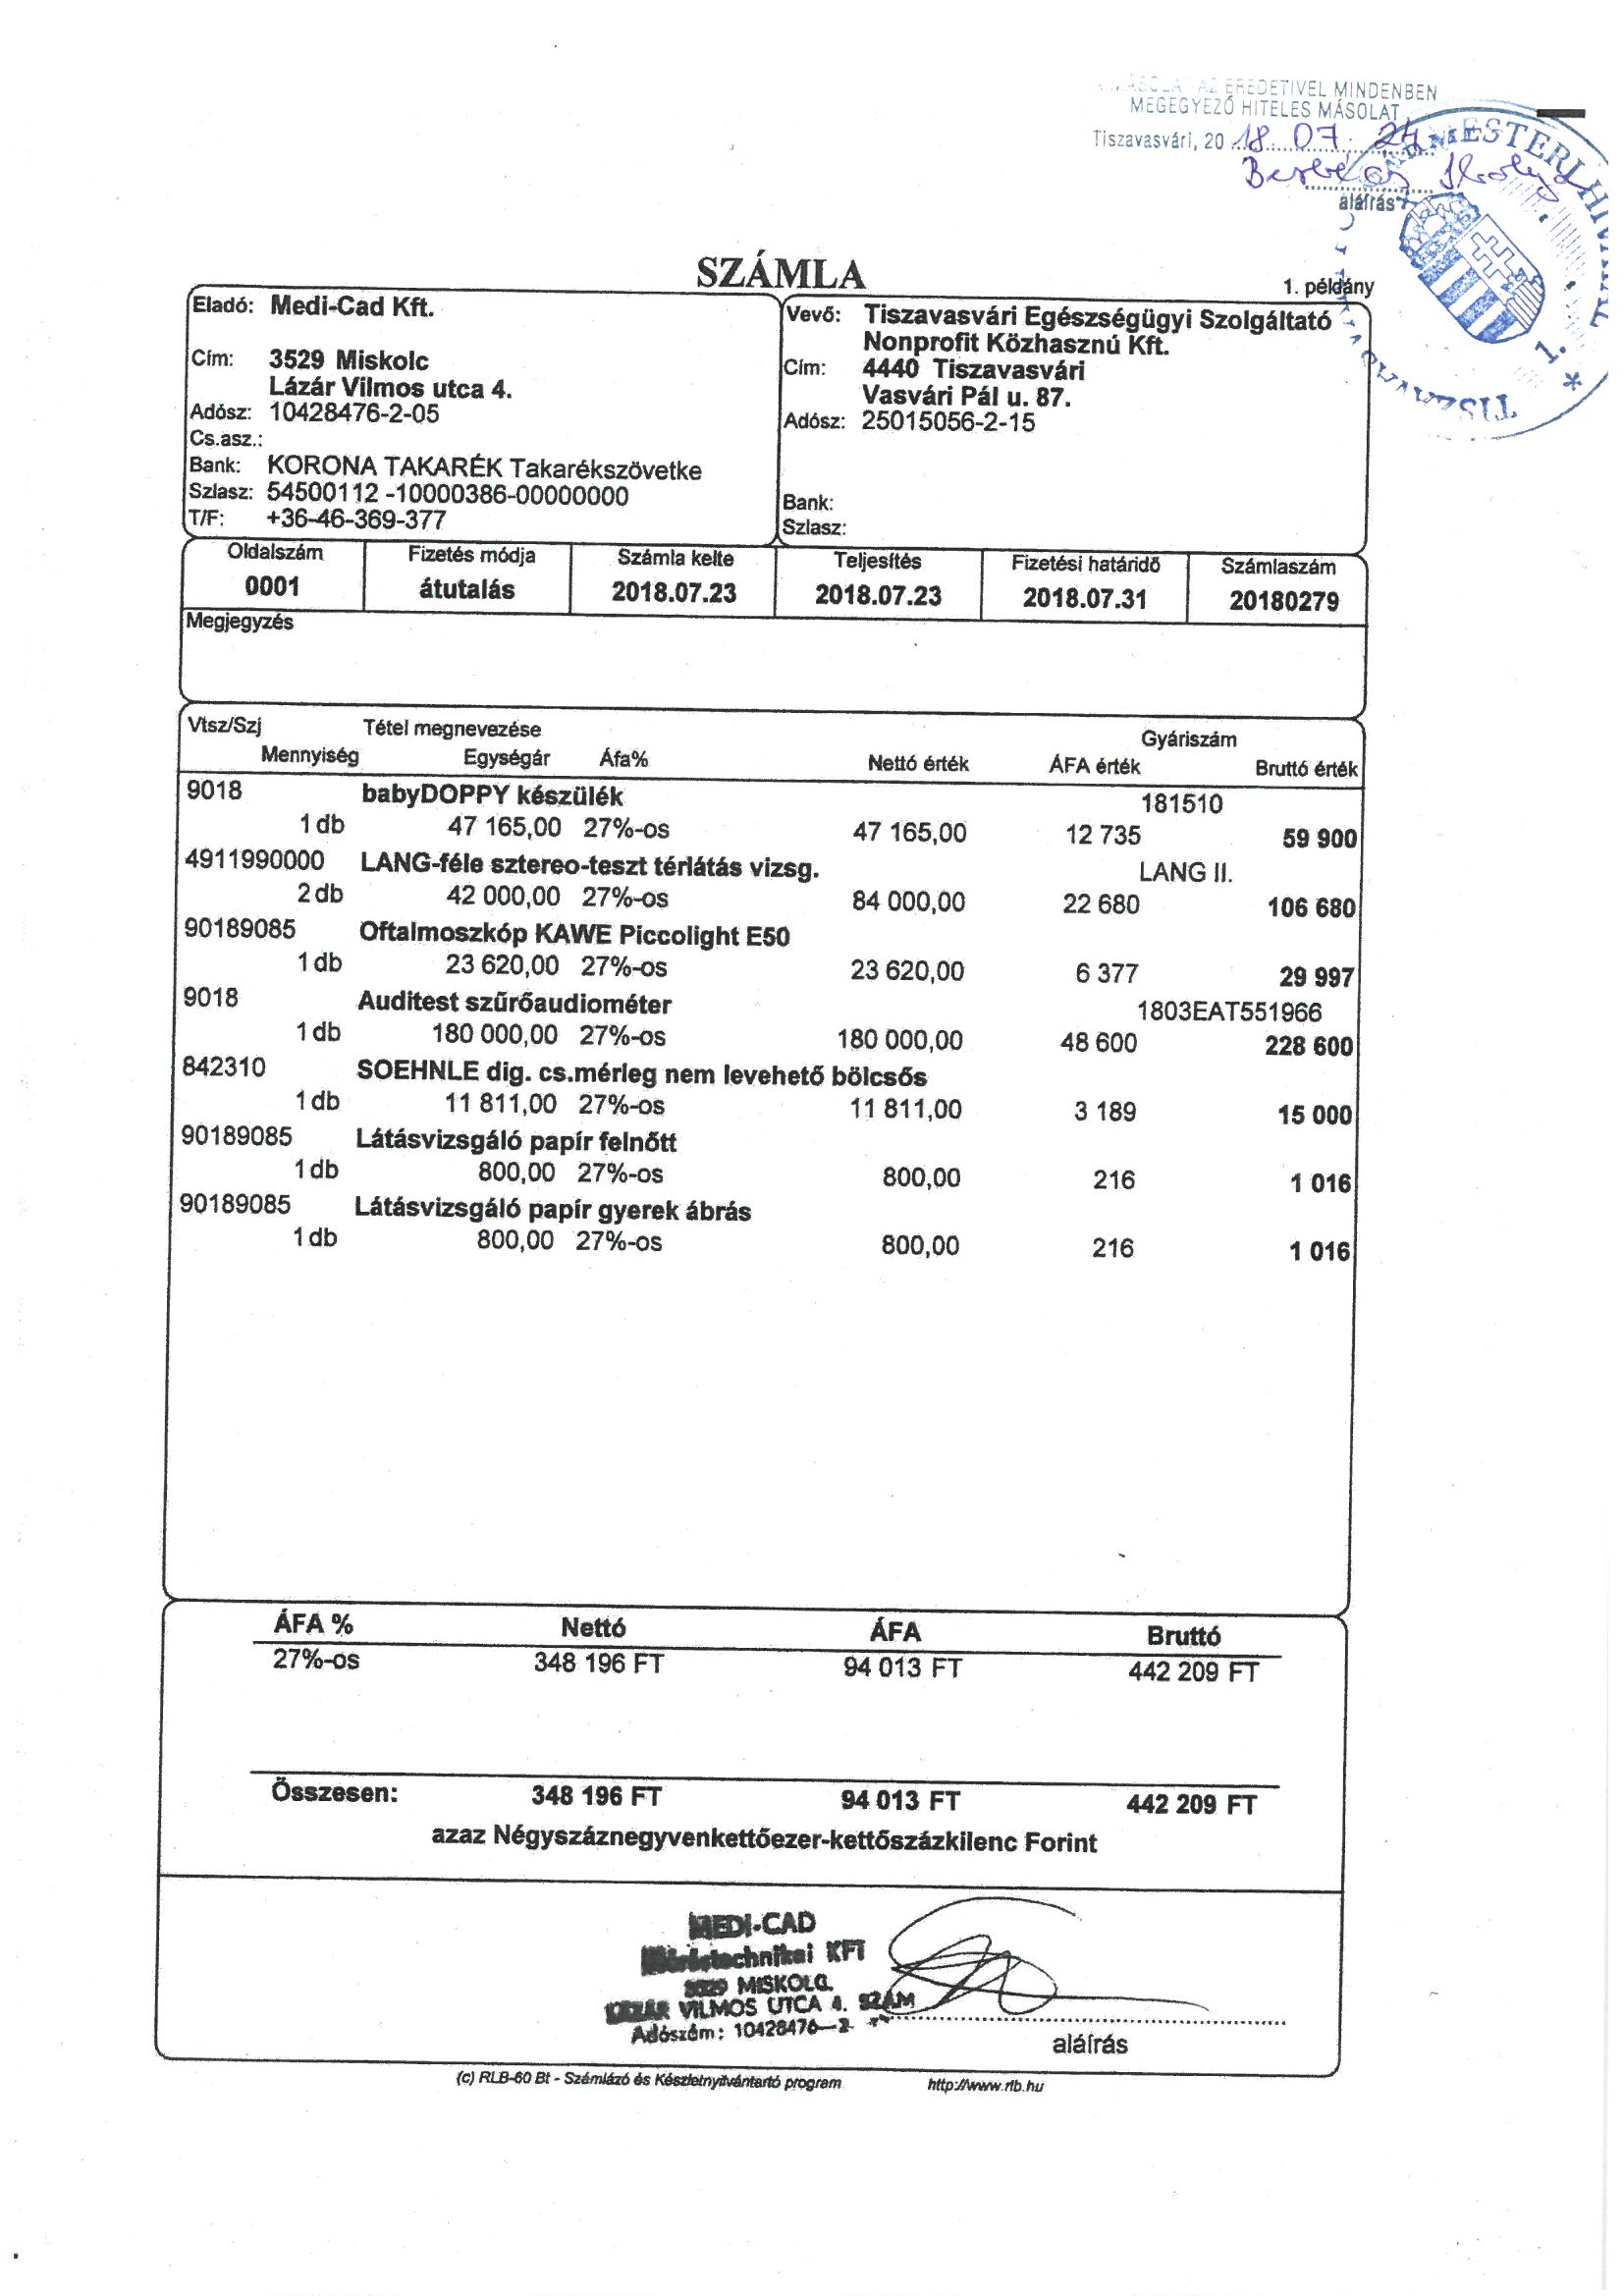 AZ EREDETIVEL MINDENBEN
MEGEGYEZŐ HITELES MÁSOLAT
Tiszavasvári, 20 18. 07. 24.
aláírás
TISZAVASVÁRI
1. *
SZÁMLA
1. példány
Eladó: Medi-Cad Kft.
Cím: 3529 Miskolc
Lázár Vilmos utca 4.
Adósz: 10428476-2-05
Cs.asz.:
Bank: KORONA TAKARÉK Takarékszövetke
Szlasz: 54500112 -10000386-00000000
T/F: +36-46-369-377
Vevő: Tiszavasvári Egészségügyi Szolgáltató
Nonprofit Közhasznú Kft.
Cím: 4440 Tiszavasvári
Vasvári Pál u. 87.
Adósz: 25015056-2-15
Bank:
Szlasz:
Oldalszám Fizetés módja Számla kelte Teljesítés Fizetési határidő Számlaszám
0001 átutalás 2018.07.23 2018.07.23 2018.07.31 20180279
Megjegyzés
Vtsz/Szj Tétel megnevezése Gyáriszám
Mennyiség Egységár Áfa% Nettó érték ÁFA érték Bruttó érték
9018 babyDOPPY készülék 181510
1 db 47 165,00 27%-os 47 165,00 12 735 59 900
4911990000 LANG-féle sztereo-teszt térlátás vizsg. LANG II.
2 db 42 000,00 27%-os 84 000,00 22 680 106 680
90189085 Oftalmoszkóp KAWE Piccolight E50
1 db 23 620,00 27%-os 23 620,00 6 377 29 997
9018 Auditest szűrőaudiométer 1803EAT551966
1 db 180 000,00 27%-os 180 000,00 48 600 228 600
842310 SOEHNLE dig. cs.mérleg nem levehető bölcsős
1 db 11 811,00 27%-os 11 811,00 3 189 15 000
90189085 Látásvizsgáló papír felnőtt
1 db 800,00 27%-os 800,00 216 1 016
90189085 Látásvizsgáló papír gyerek ábrás
1 db 800,00 27%-os 800,00 216 1 016
ÁFA % Nettó ÁFA Bruttó
27%-os 348 196 FT 94 013 FT 442 209 FT
Összesen: 348 196 FT 94 013 FT 442 209 FT
azaz Négyszáznegyvenkettőezer-kettőszázkilenc Forint
MEDI-CAD
KFT
3529 MISKOLC.
LÁZÁR VILMOS UTCA 4. SZÁM
Adószám: 10428476-2-
aláírás
(c) RLB-60 Bt - Számlázó és Készletnyilvántartó program http://www.rlb.hu